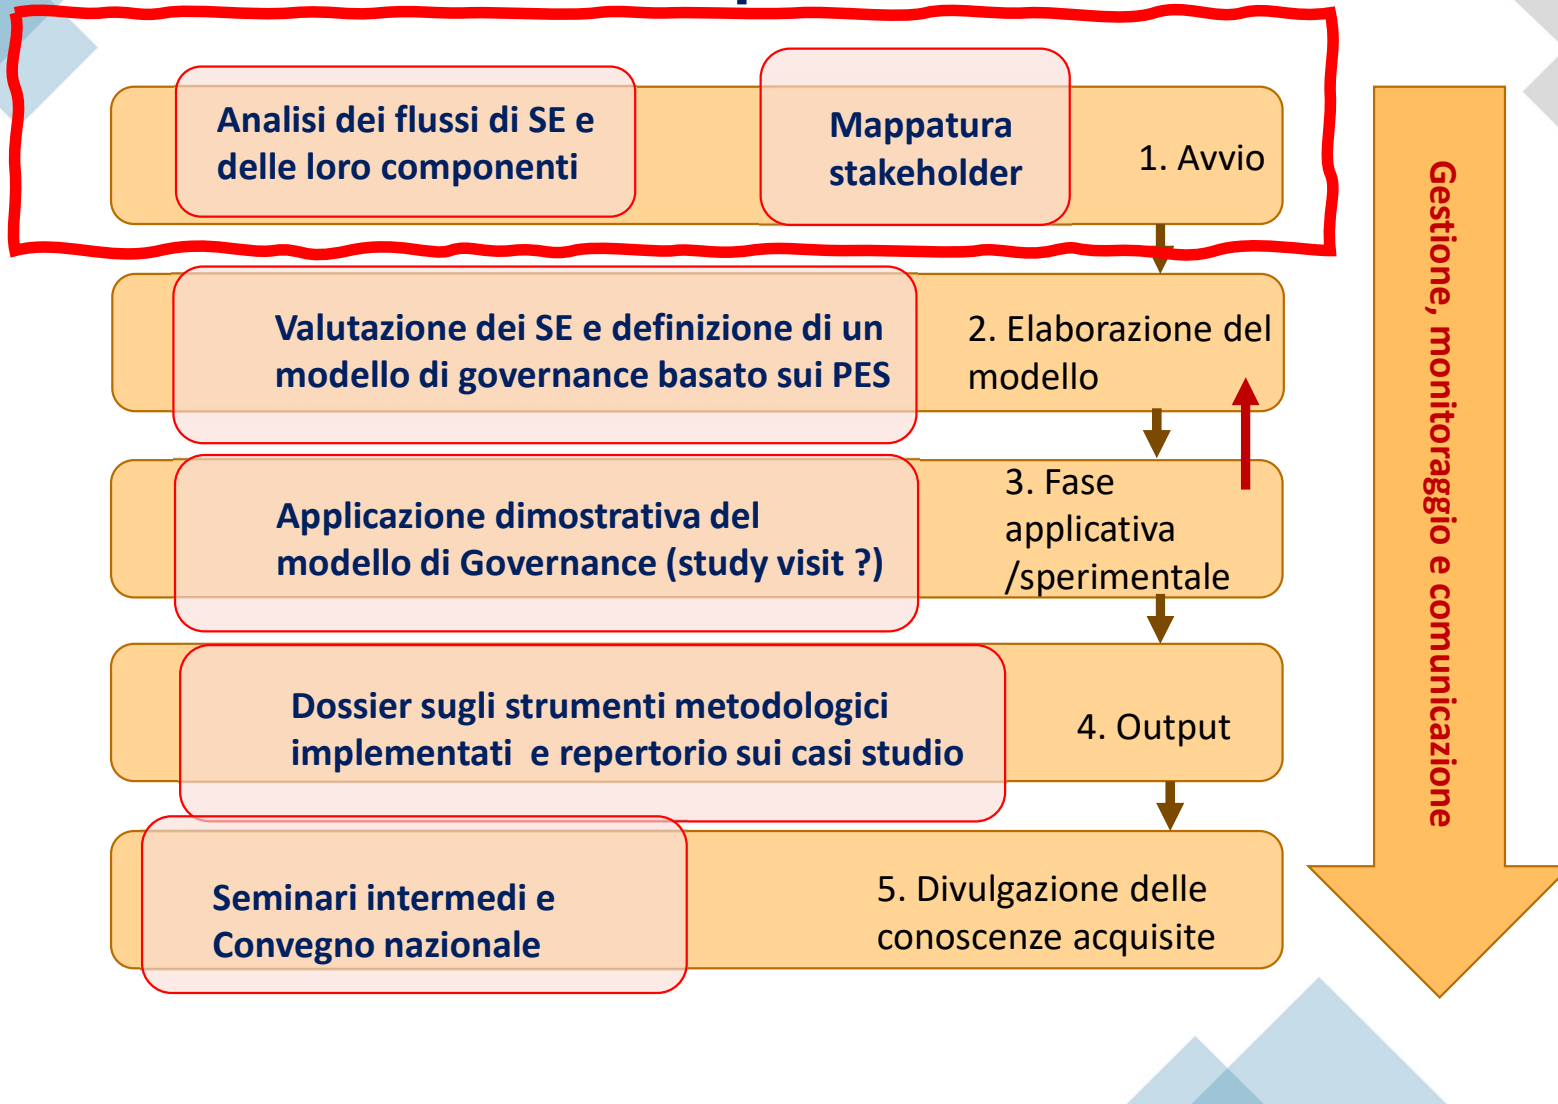 Analisi dei flussi di SE e
delle loro componenti
Mappatura
stakeholder
1. Avvio
Valutazione dei SE e definizione di un
modello di governance basato sui PES
2. Elaborazione del
modello
Applicazione dimostrativa del
modello di Governance (study visit ?)
3. Fase
applicativa
/sperimentale
Dossier sugli strumenti metodologici
implementati e repertorio sui casi studio
4. Output
Seminari intermedi e
Convegno nazionale
5. Divulgazione delle
conoscenze acquisite
Gestione, monitoraggio e comunicazione